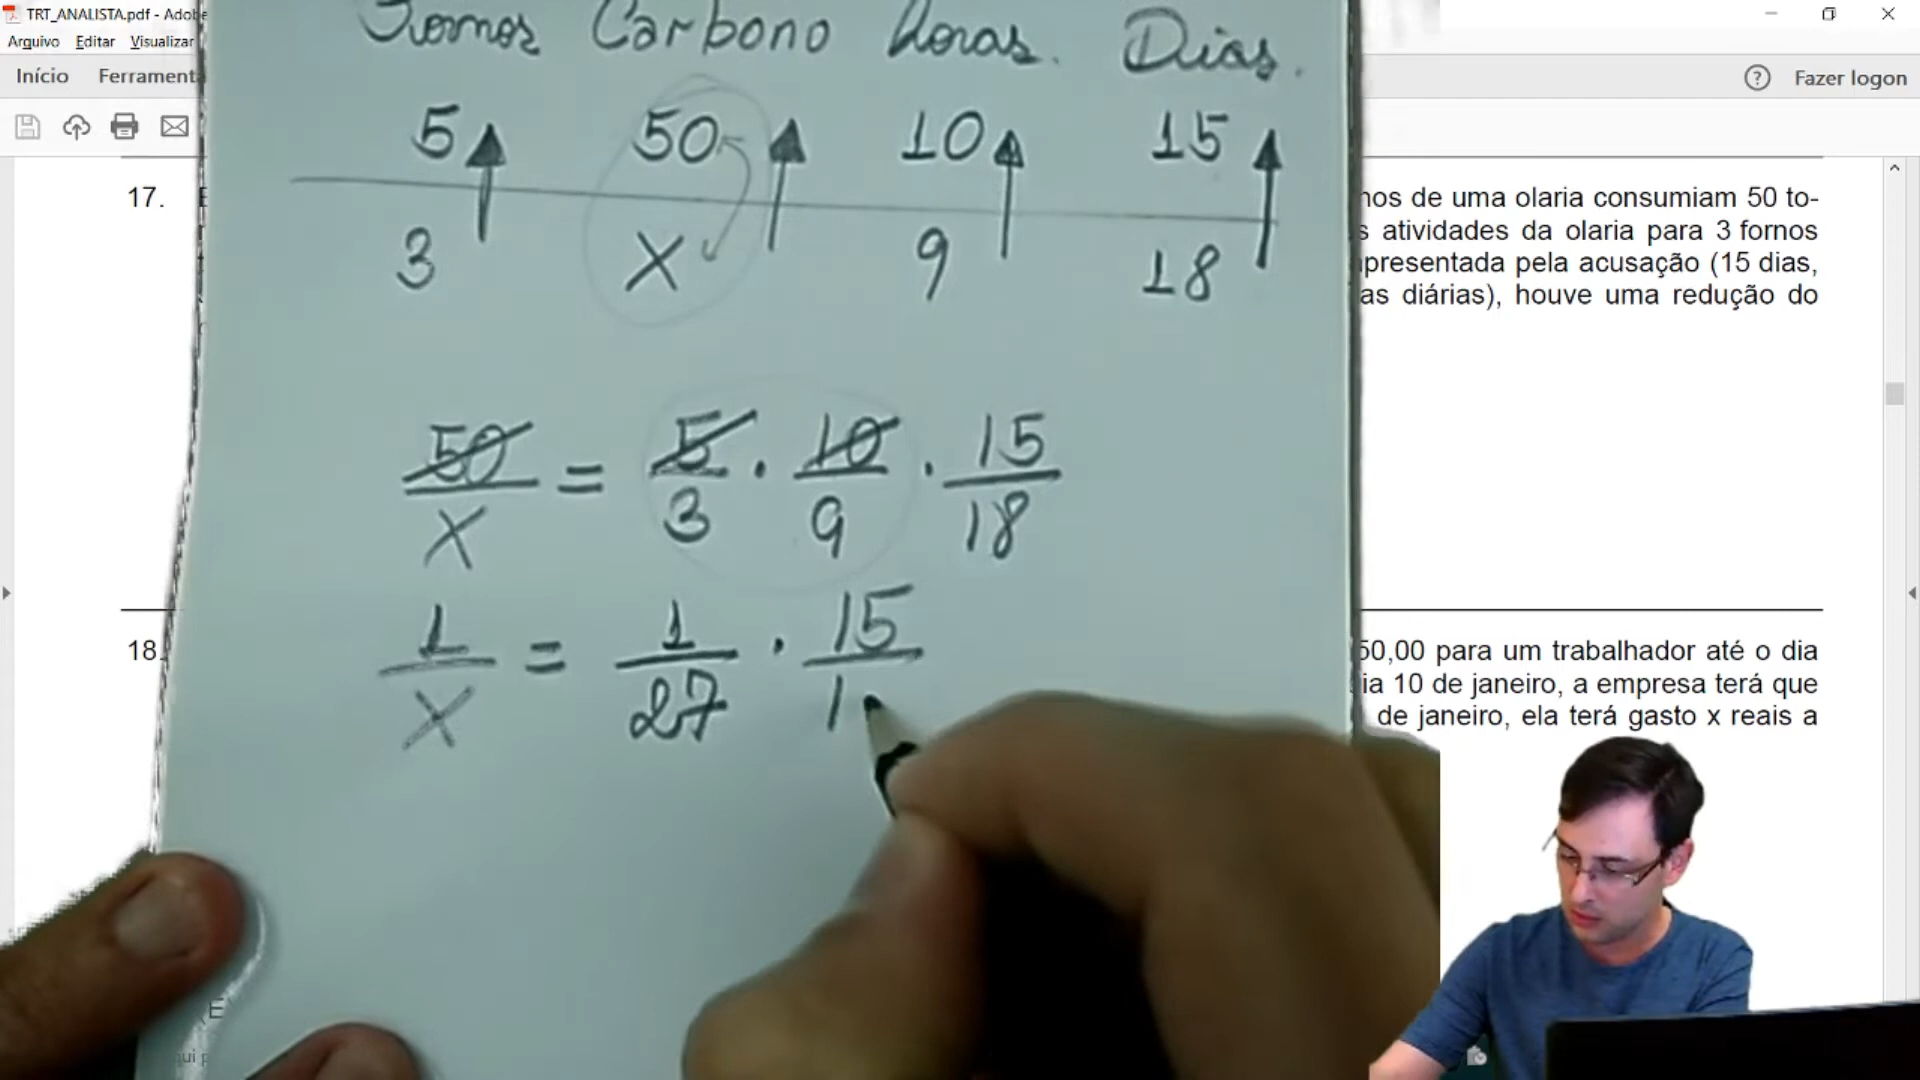 TRT_ANALISTA.pdf - Adobe
Arquivo Editar Visualizar
Início Ferramenta
Fazer logon
Fornos Carbono Horas. Dias.
5 50 10 15
3 X 9 18
50/X = 5/3 . 10/9 . 15/18
1/X = 1/27 . 15/1
17.
nos de uma olaria consumiam 50 to-
s atividades da olaria para 3 fornos
apresentada pela acusação (15 dias,
as diárias), houve uma redução do
18.
50,00 para um trabalhador até o dia
ia 10 de janeiro, a empresa terá que
de janeiro, ela terá gasto x reais a